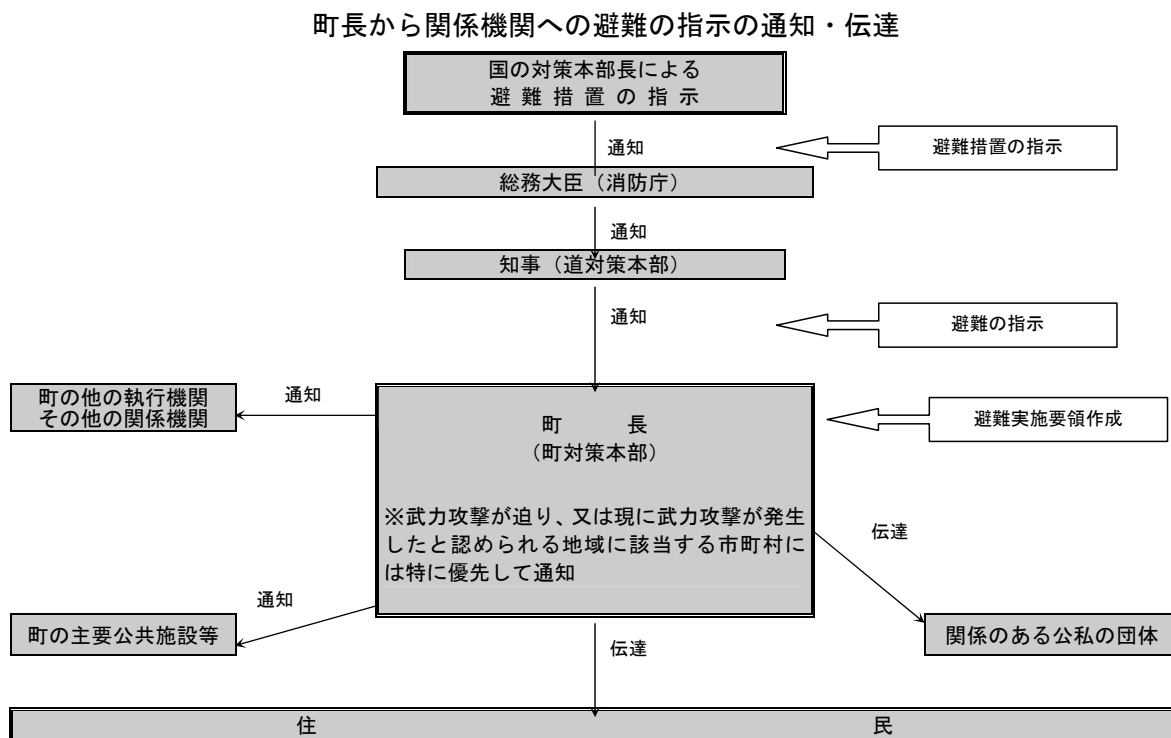 町長から関係機関への避難の指示の通知・伝達
国の対策本部長による
避難措置の指示
通知
避難措置の指示
総務大臣（消防庁）
通知
知事（道対策本部）
通知
避難の指示
町の他の執行機関
その他の関係機関
通知
町　　長
（町対策本部）
避難実施要領作成
※武力攻撃が迫り、又は現に武力攻撃が発生
したと認められる地域に該当する市町村に
は特に優先して通知
伝達
通知
町の主要公共施設等
関係のある公私の団体
伝達
住　　民